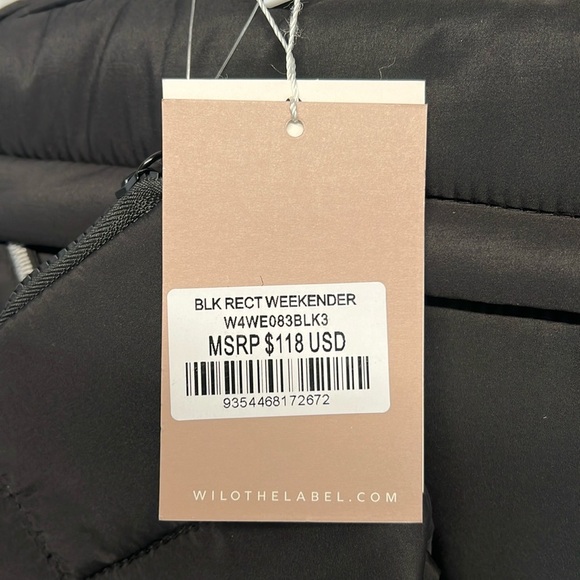 BLK RECT WEEKENDER
W4WE083BLK3
MSRP $118 USD
9354468172672
WILOTHELABEL.COM